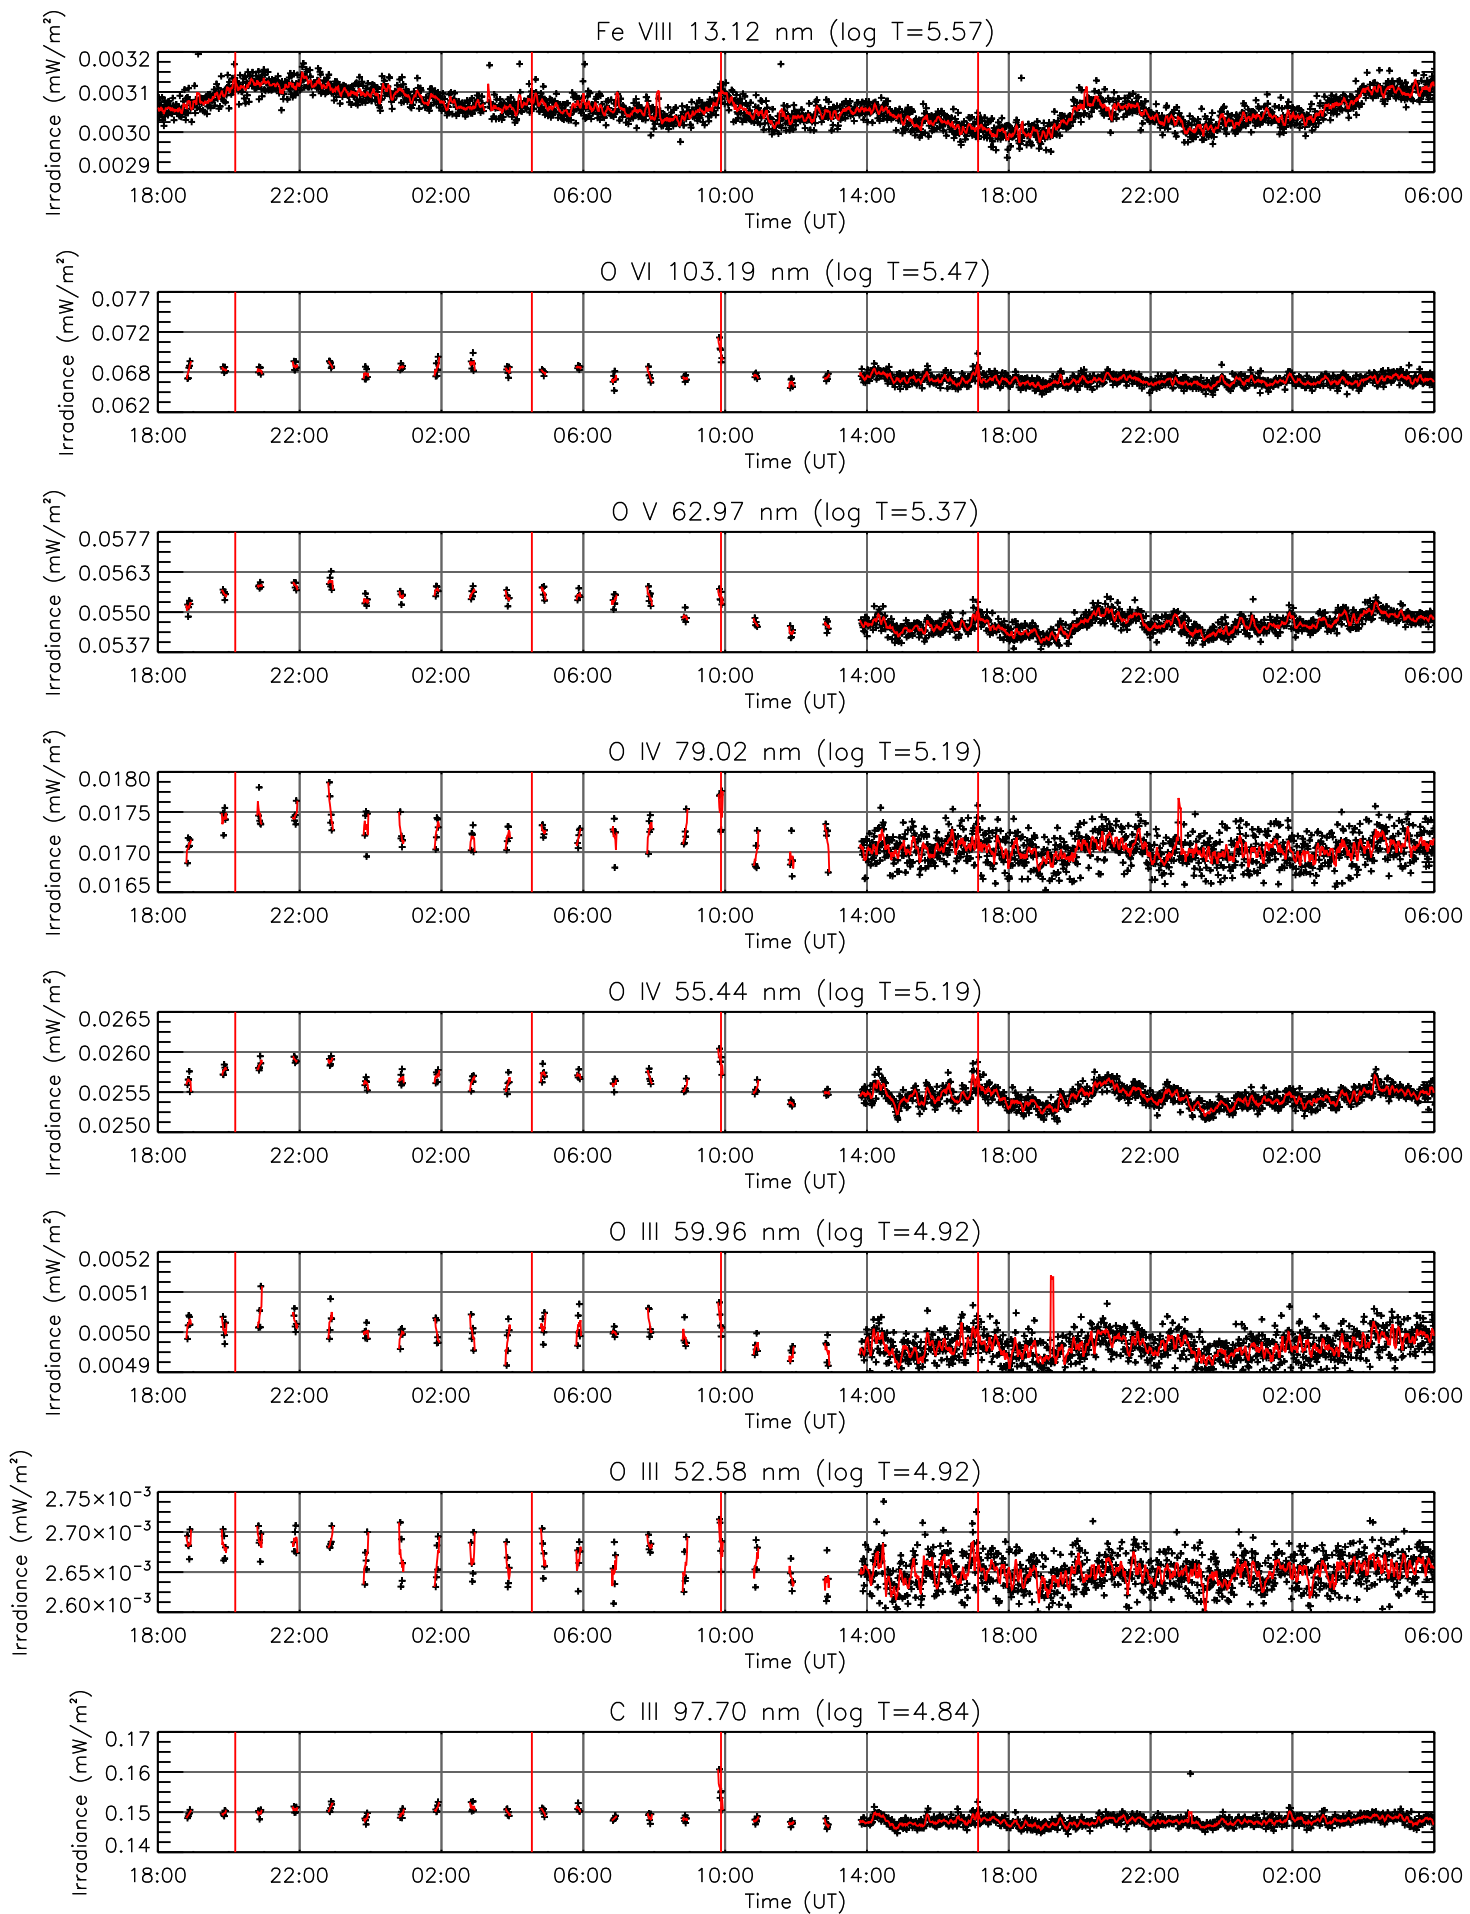 Fe VIII 13.12 nm (log T=5.57)
Irradiance (mW/m²)
0.0032
0.0031
0.0030
0.0029
18:00 22:00 02:00 06:00 10:00 14:00 18:00 22:00 02:00 06:00
Time (UT)
O VI 103.19 nm (log T=5.47)
Irradiance (mW/m²)
0.077
0.072
0.068
0.062
18:00 22:00 02:00 06:00 10:00 14:00 18:00 22:00 02:00 06:00
Time (UT)
O V 62.97 nm (log T=5.37)
Irradiance (mW/m²)
0.0577
0.0563
0.0550
0.0537
18:00 22:00 02:00 06:00 10:00 14:00 18:00 22:00 02:00 06:00
Time (UT)
O IV 79.02 nm (log T=5.19)
Irradiance (mW/m²)
0.0180
0.0175
0.0170
0.0165
18:00 22:00 02:00 06:00 10:00 14:00 18:00 22:00 02:00 06:00
Time (UT)
O IV 55.44 nm (log T=5.19)
Irradiance (mW/m²)
0.0265
0.0260
0.0255
0.0250
18:00 22:00 02:00 06:00 10:00 14:00 18:00 22:00 02:00 06:00
Time (UT)
O III 59.96 nm (log T=4.92)
Irradiance (mW/m²)
0.0052
0.0051
0.0050
0.0049
18:00 22:00 02:00 06:00 10:00 14:00 18:00 22:00 02:00 06:00
Time (UT)
O III 52.58 nm (log T=4.92)
Irradiance (mW/m²)
2.75×10⁻³
2.70×10⁻³
2.65×10⁻³
2.60×10⁻³
18:00 22:00 02:00 06:00 10:00 14:00 18:00 22:00 02:00 06:00
Time (UT)
C III 97.70 nm (log T=4.84)
Irradiance (mW/m²)
0.17
0.16
0.15
0.14
18:00 22:00 02:00 06:00 10:00 14:00 18:00 22:00 02:00 06:00
Time (UT)